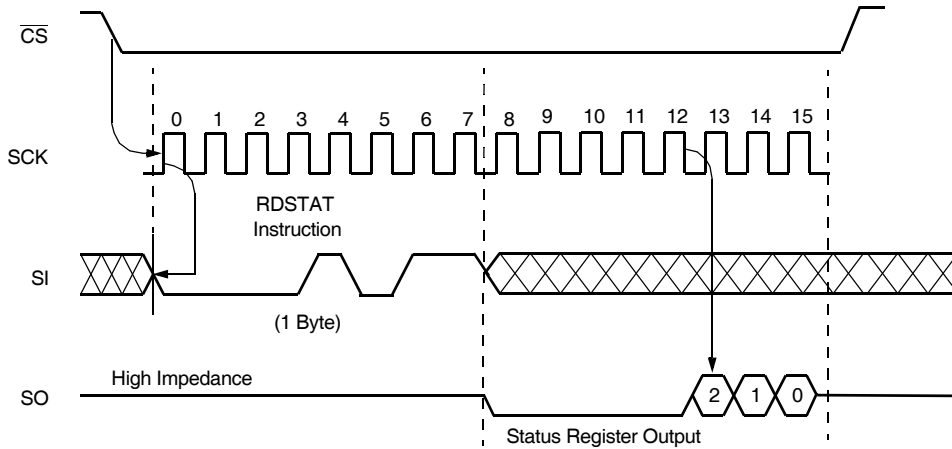 CS
0 1 2 3 4 5 6 7 8 9 10 11 12 13 14 15
SCK
RDSTAT
Instruction
SI
(1 Byte)
High Impedance
SO
2 1 0
Status Register Output